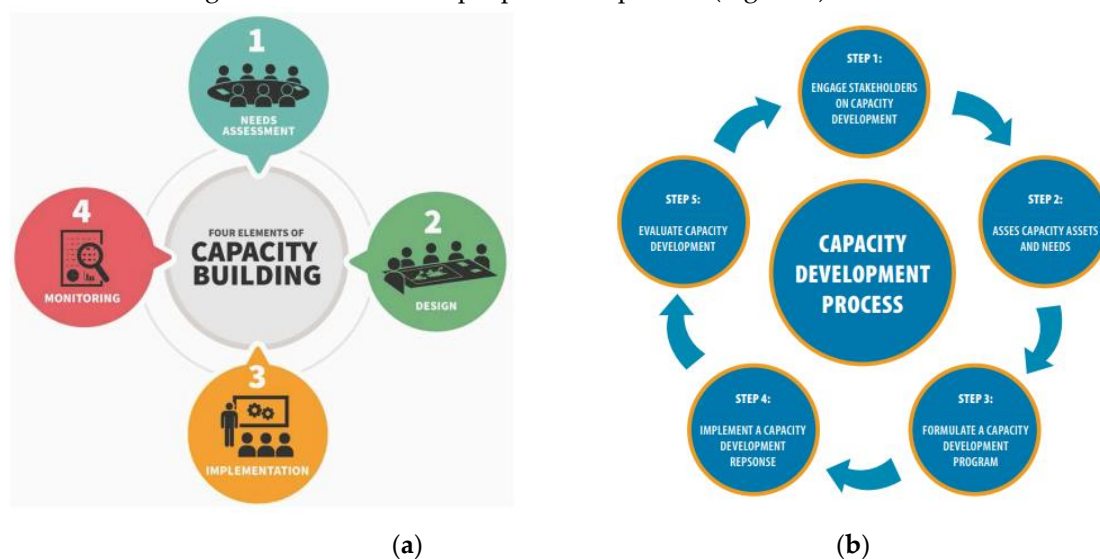 1
NEEDS
ASSESSMENT
FOUR ELEMENTS OF
CAPACITY
BUILDING
2
DESIGN
3
IMPLEMENTATION
4
MONITORING
(a)
STEP 1:
ENGAGE STAKEHOLDERS
ON CAPACITY
DEVELOPMENT
STEP 2:
ASSES CAPACITY ASSETS
AND NEEDS
STEP 3:
FORMULATE A CAPACITY
DEVELOPMENT
PROGRAM
STEP 4:
IMPLEMENT A CAPACITY
DEVELOPMENT
REPSONSE
STEP 5:
EVALUATE CAPACITY
DEVELOPMENT
CAPACITY
DEVELOPMENT
PROCESS
(b)